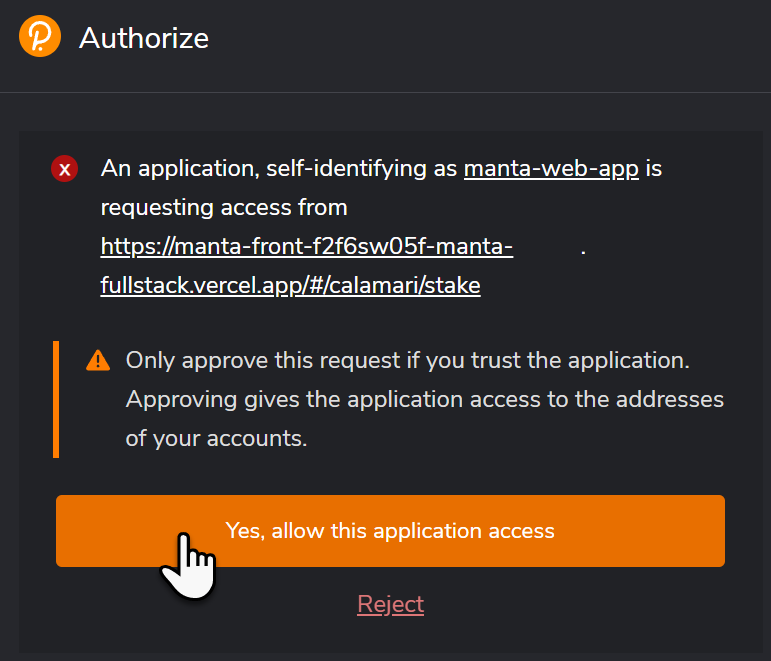 Authorize
An application, self-identifying as manta-web-app is
requesting access from
https://manta-front-f2f6sw05f-manta- .
fullstack.vercel.app/#/calamari/stake
Only approve this request if you trust the application.
Approving gives the application access to the addresses
of your accounts.
Yes, allow this application access
Reject